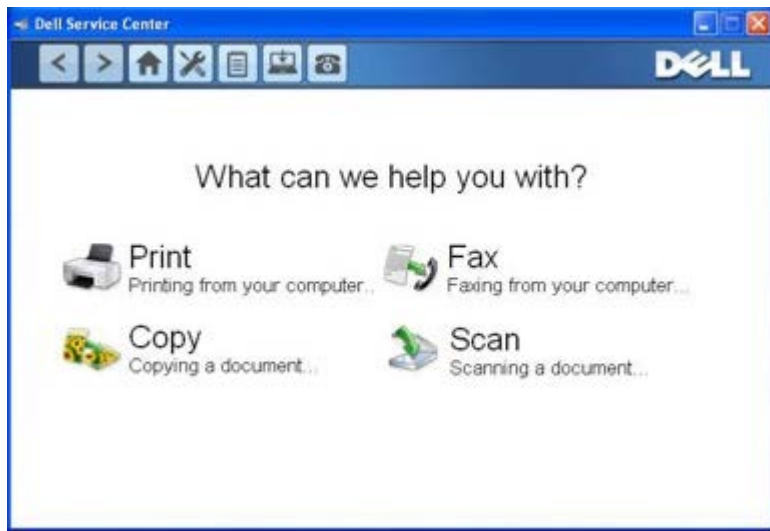 Dell Service Center
DELL
What can we help you with?
Print
Printing from your computer..
Fax
Faxing from your computer...
Copy
Copying a document...
Scan
Scanning a document...